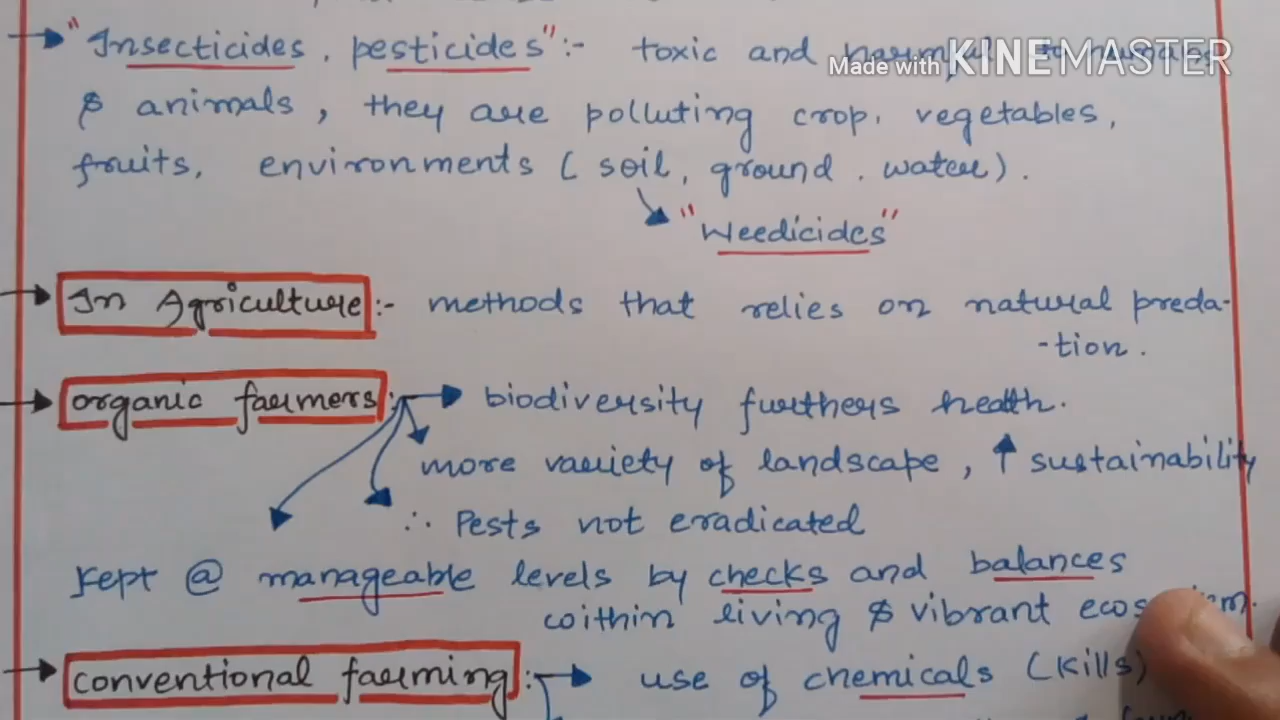 "Insecticides, pesticides":- toxic and harmful to humans
Made with KINEMASTER
& animals, they are polluting crop, vegetables,
fruits, environments (soil, ground. water).
"Weedicides"
In Agriculture:- methods that relies on natural preda-
-tion.
organic farmers:- biodiversity furthers health.
more variety of landscape, ↑ sustainability
∴ Pests not eradicated
Kept @ manageable levels by checks and balances
within living & vibrant
conventional farming:- use of chemicals (kills)